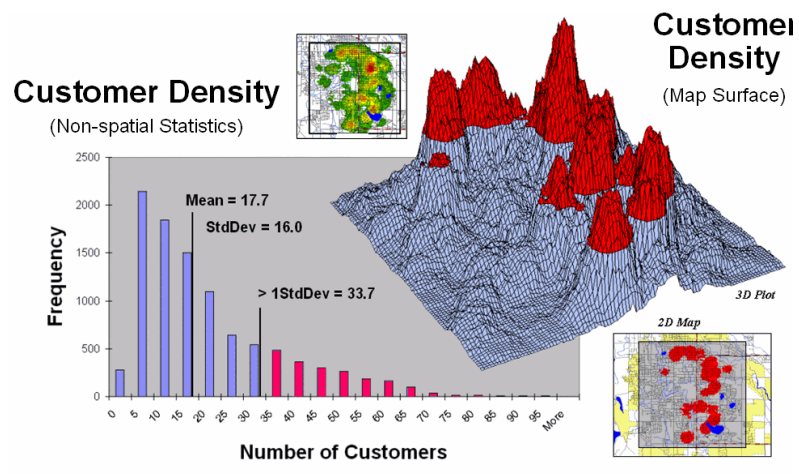 Customer Density
(Non-spatial Statistics)
Customer
Density
(Map Surface)
2500
2000
1500
1000
500
0
Frequency
Mean = 17.7
StdDev = 16.0
> 1StdDev = 33.7
0 5 10 15 20 25 30 35 40 45 50 55 60 65 70 75 80 85 90 95 More
Number of Customers
3D Plot
2D Map